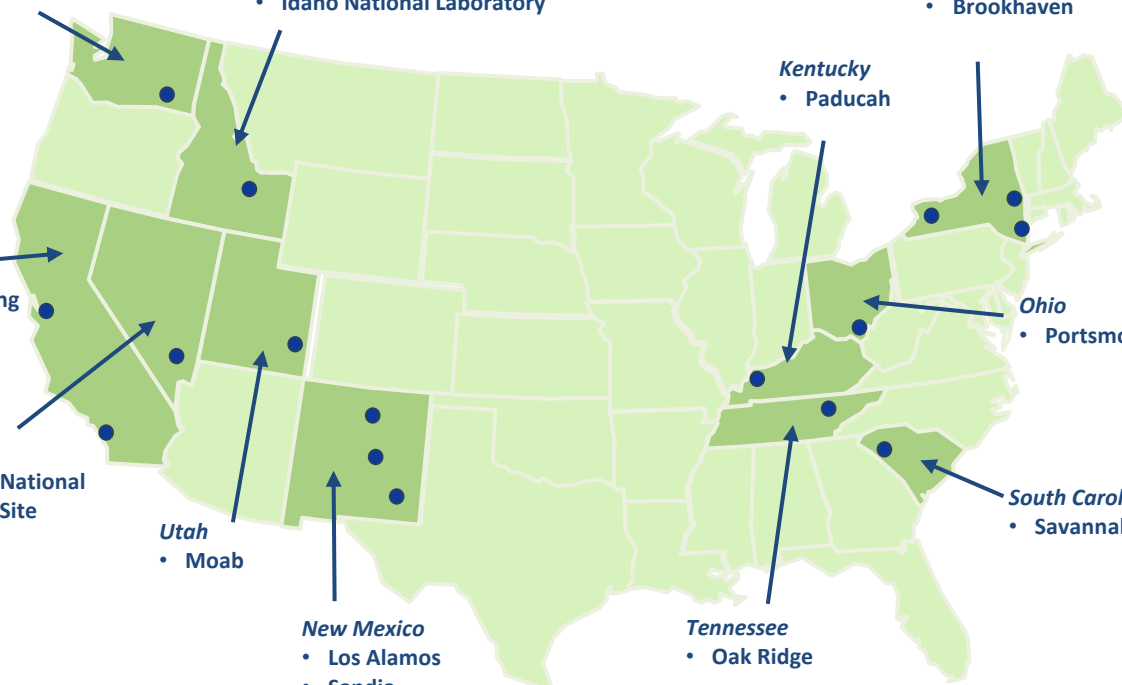 • Idaho National Laboratory
• Brookhaven
Kentucky
• Paducah
Ohio
• Portsmo
National
Site
Utah
• Moab
South Carol
• Savannal
New Mexico
• Los Alamos
• Sandia
Tennessee
• Oak Ridge